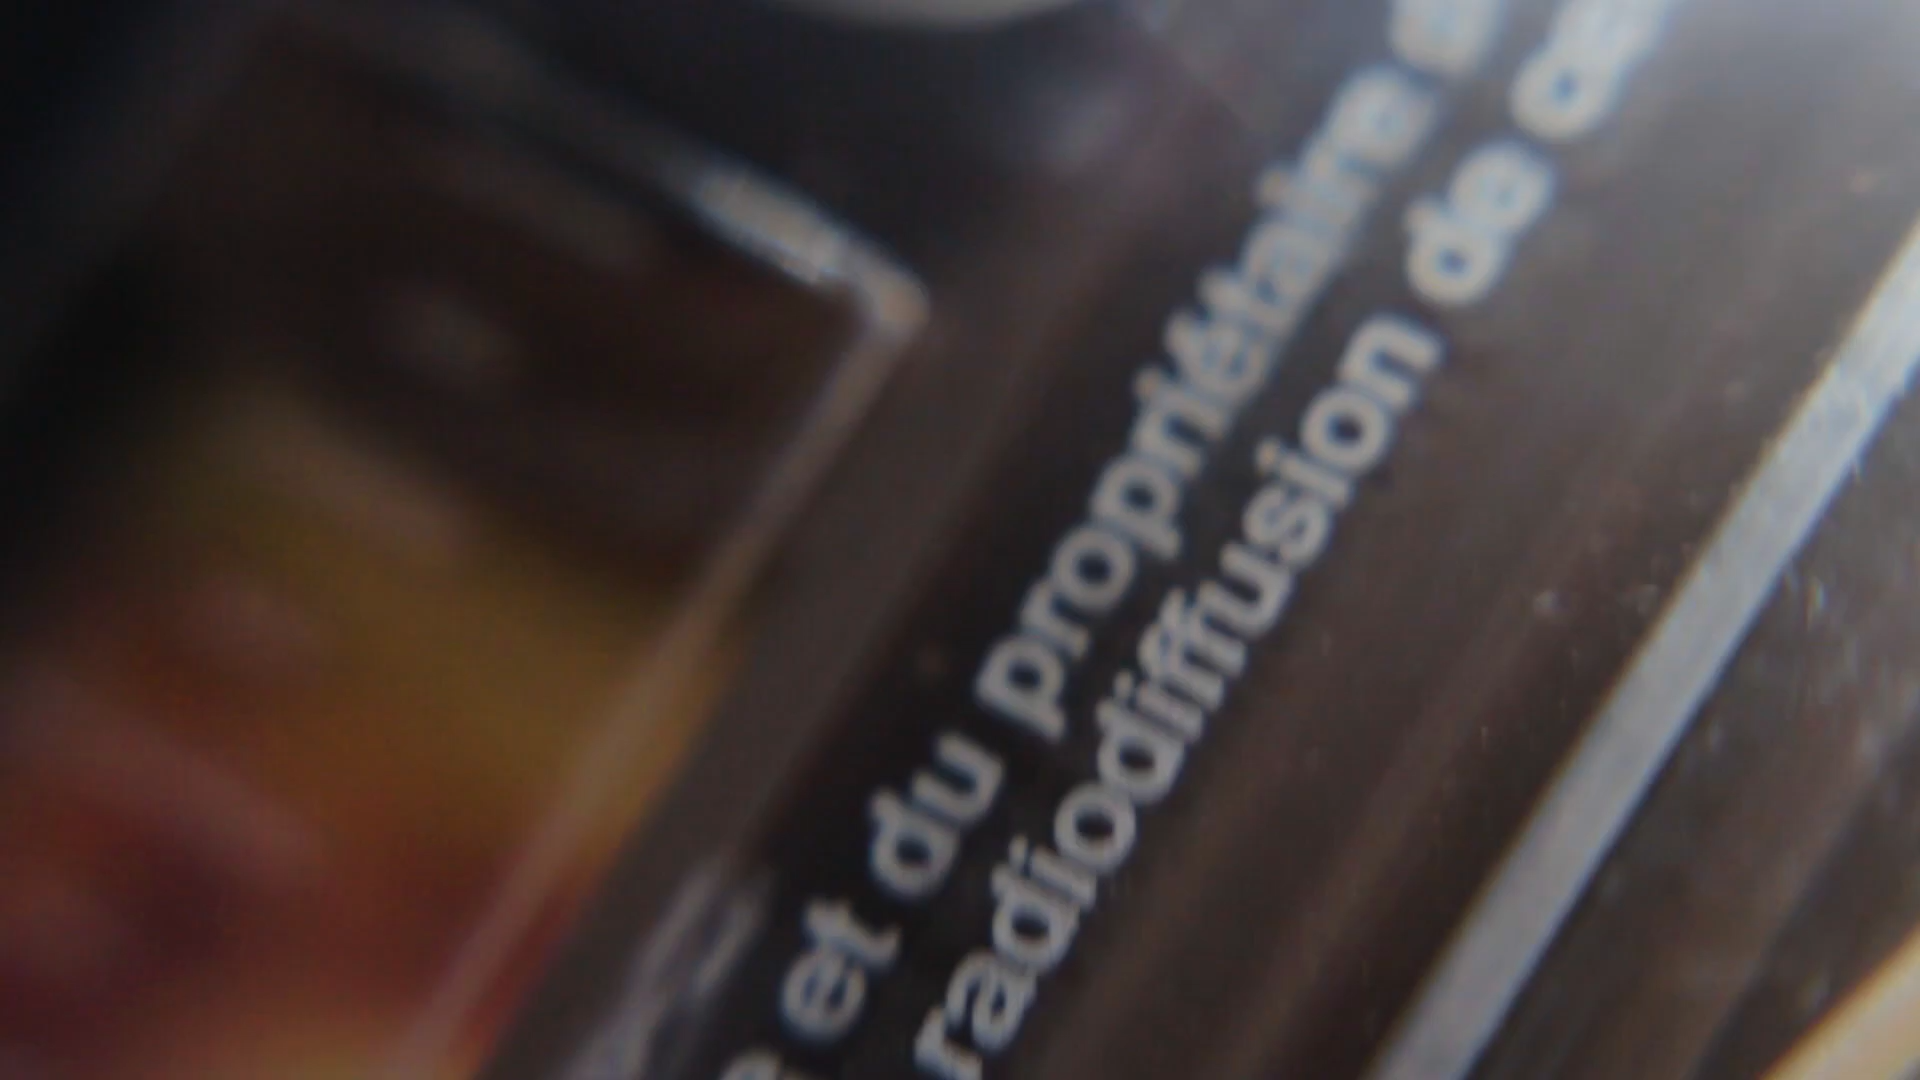 et du propriétaire
radiodiffusion de